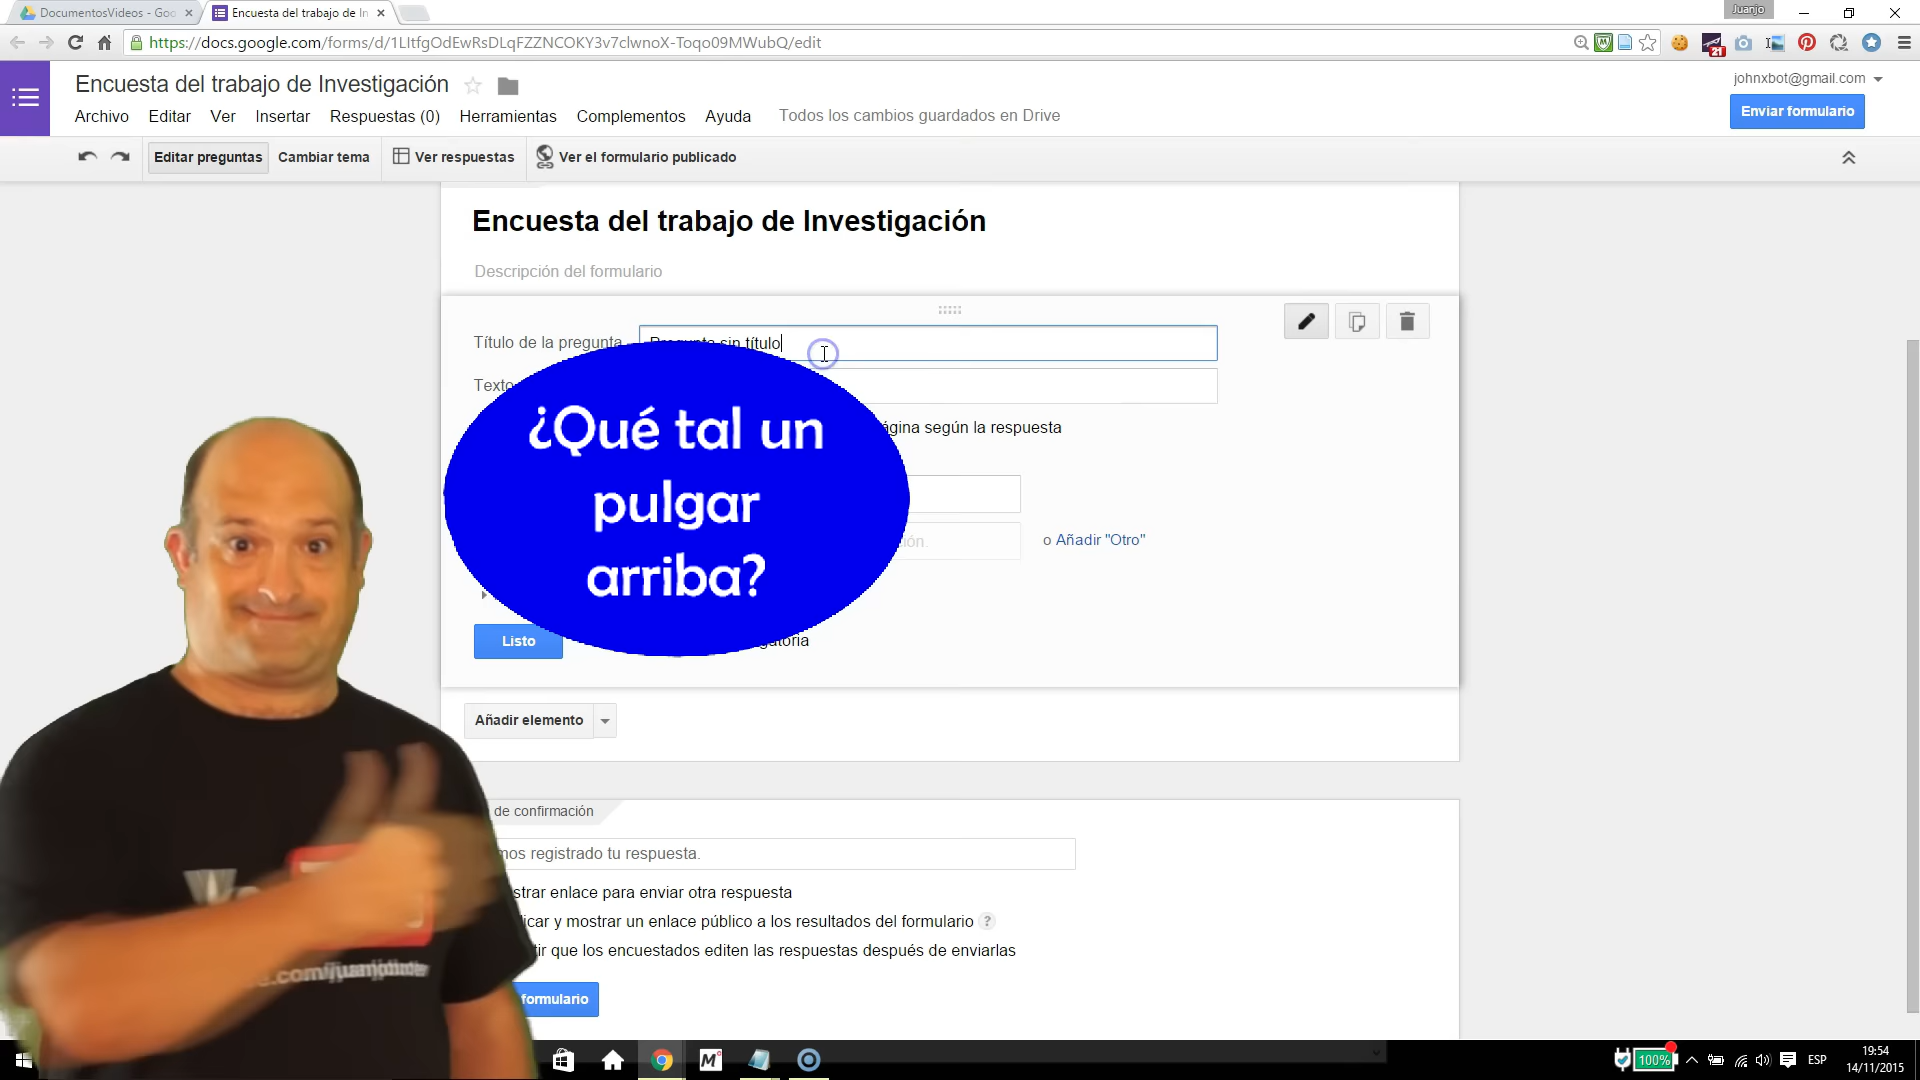 DocumentosVideos - Goo
Encuesta del trabajo de In
Juanjo
https://docs.google.com/forms/d/1LItfgOdEwRsDLqFZZNCOKY3v7clwnoX-Toqo09MWubQ/edit
21
Encuesta del trabajo de Investigación
johnxbot@gmail.com
Enviar formulario
Archivo Editar Ver Insertar Respuestas (0) Herramientas Complementos Ayuda Todos los cambios guardados en Drive
Editar preguntas Cambiar tema Ver respuestas Ver el formulario publicado
Encuesta del trabajo de Investigación
Descripción del formulario
Título de la pregunta Pregunta sin título
Texto
ágina según la respuesta
¿Qué tal un
pulgar
arriba?
ción. o Añadir "Otro"
Listo
gatoria
Añadir elemento
de confirmación
mos registrado tu respuesta.
strar enlace para enviar otra respuesta
licar y mostrar un enlace público a los resultados del formulario ?
tir que los encuestados editen las respuestas después de enviarlas
formulario
.com/juanjo
100%
ESP
19:54
14/11/2015